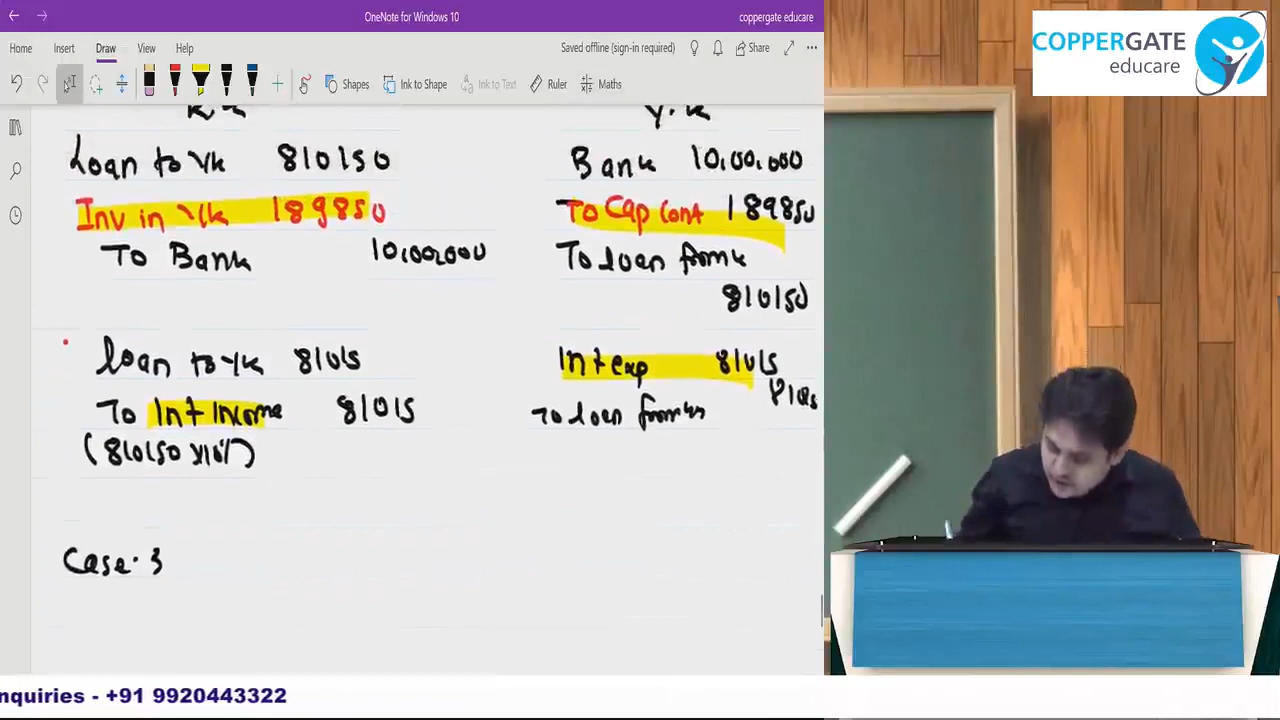 OneNote for Windows 10
coppergate educare
Home Insert Draw View Help
Saved offline (sign-in required)
Share
Shapes
Ink to Shape
Ink to Text
Ruler
Maths
COPPERGATE
educare
Y.K
Loan to YK 810150
Inv in YK 189850
To Bank 10,00,000
Bank 10,00,000
To Cap Cont 189850
To loan from K
810150
loan to YK 81015
To Int Income 81015
(810150 x 10%)
Int exp 81015
81015
To loan from
Case. 3
nquiries - +91 9920443322